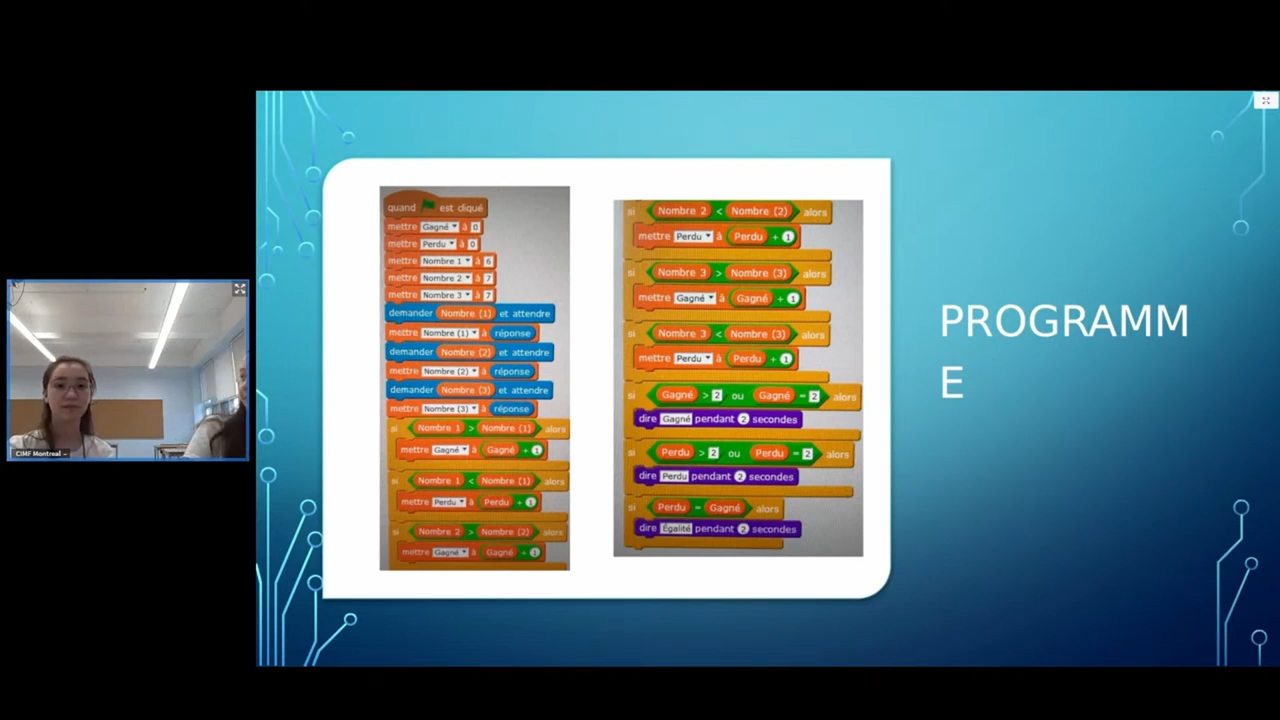 quand est cliqué
mettre Gagné à 0
mettre Perdu à 0
mettre Nombre 1 à 6
mettre Nombre 2 à 7
mettre Nombre 3 à 7
demander Nombre (1) et attendre
mettre Nombre (1) à réponse
demander Nombre (2) et attendre
mettre Nombre (2) à réponse
demander Nombre (3) et attendre
mettre Nombre (3) à réponse
si Nombre 1 > Nombre (1) alors
mettre Gagné à Gagné + 1
si Nombre 1 < Nombre (1) alors
mettre Perdu à Perdu + 1
si Nombre 2 > Nombre (2) alors
mettre Gagné à Gagné + 1
si Nombre 2 < Nombre (2) alors
mettre Perdu à Perdu + 1
si Nombre 3 > Nombre (3) alors
mettre Gagné à Gagné + 1
si Nombre 3 < Nombre (3) alors
mettre Perdu à Perdu + 1
si Gagné > 2 ou Gagné = 2 alors
dire Gagné pendant 2 secondes
si Perdu > 2 ou Perdu = 2 alors
dire Perdu pendant 2 secondes
si Perdu = Gagné alors
dire Égalité pendant 2 secondes
PROGRAMM
E
CIMF Montreal –